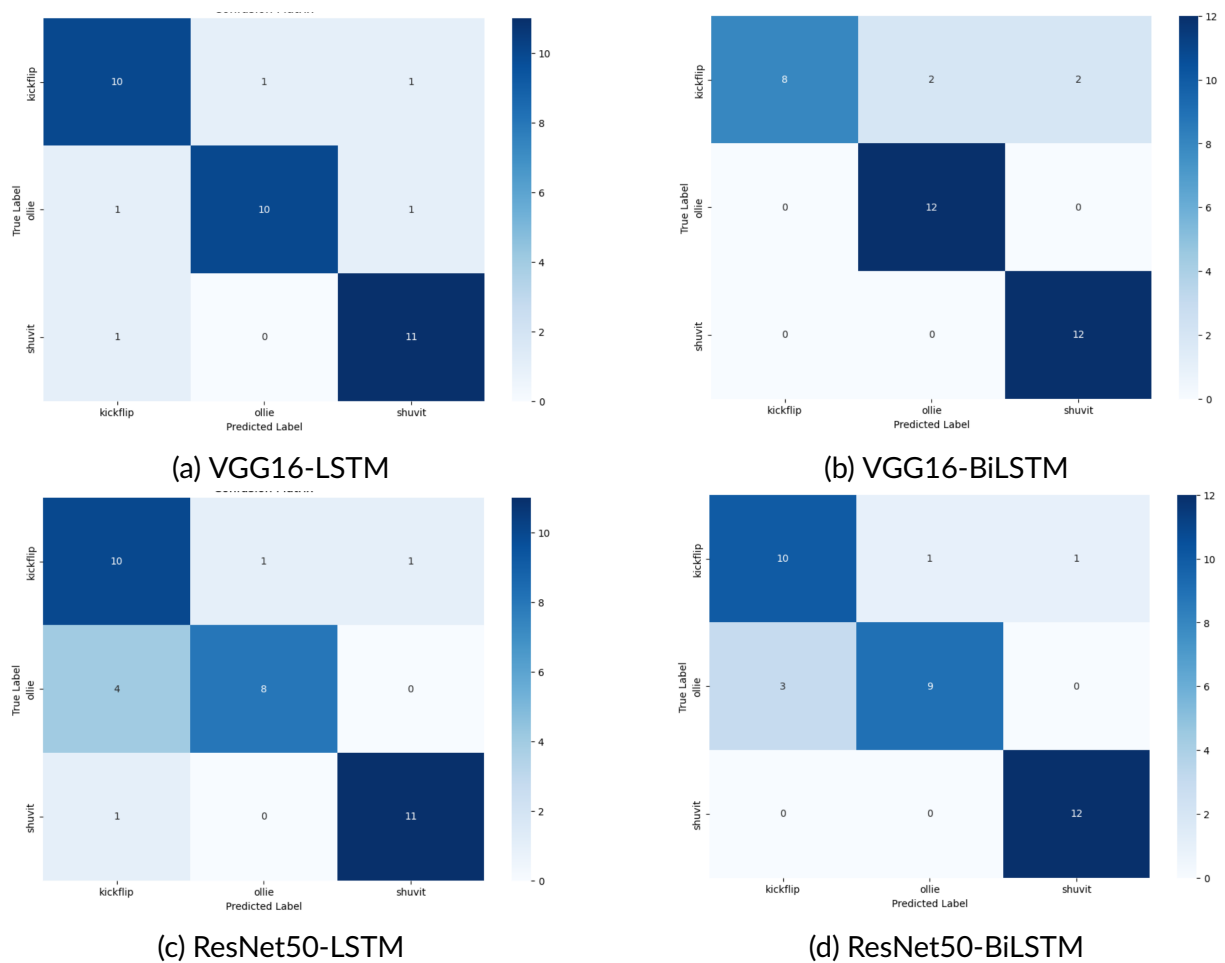 kickflip 10 1 1 10
8
True Label
ollie 1 10 1 6
4
shuvit 1 0 11 2
0
kickflip ollie shuvit
Predicted Label
(a) VGG16-LSTM
12
kickflip 8 2 2 10
8
True Label
ollie 0 12 0 6
4
shuvit 0 0 12 2
0
kickflip ollie shuvit
Predicted Label
(b) VGG16-BiLSTM
kickflip 10 1 1 10
8
True Label
ollie 4 8 0 6
4
shuvit 1 0 11 2
0
kickflip ollie shuvit
Predicted Label
(c) ResNet50-LSTM
12
kickflip 10 1 1 10
8
True Label
ollie 3 9 0 6
4
shuvit 0 0 12 2
0
kickflip ollie shuvit
Predicted Label
(d) ResNet50-BiLSTM